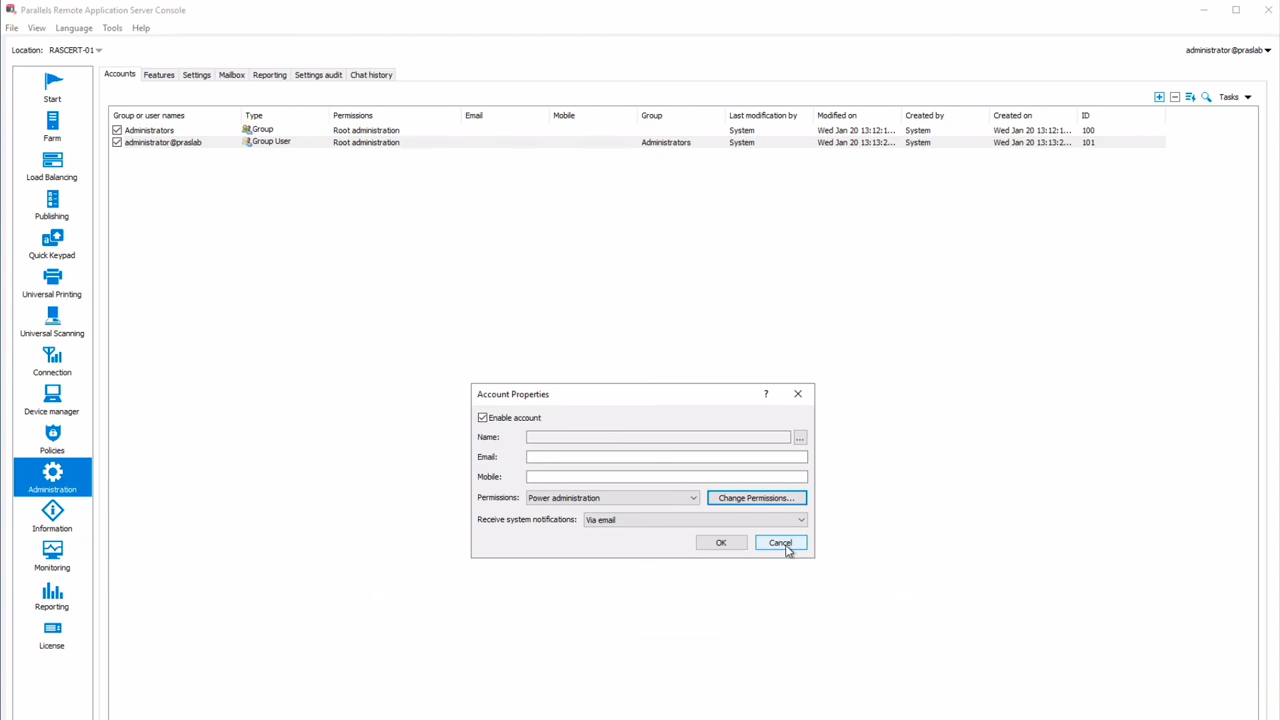 Parallels Remote Application Server Console
File View Language Tools Help
Location: RASCERT-01
administrator@praslab
Accounts Features Settings Mailbox Reporting Settings audit Chat history
Tasks
Group or user names Type Permissions Email Mobile Group Last modification by Modified on Created by Created on ID
Administrators Group Root administration System Wed Jan 20 13:12:1... System Wed Jan 20 13:12:1... 100
administrator@praslab Group User Root administration Administrators System Wed Jan 20 13:13:2... System Wed Jan 20 13:13:2... 101
Start
Farm
Load Balancing
Publishing
Quick Keypad
Universal Printing
Universal Scanning
Connection
Device manager
Policies
Administration
Information
Monitoring
Reporting
License
Account Properties ?
Enable account
Name: ...
Email:
Mobile:
Permissions: Power administration Change Permissions...
Receive system notifications: Via email
OK Cancel